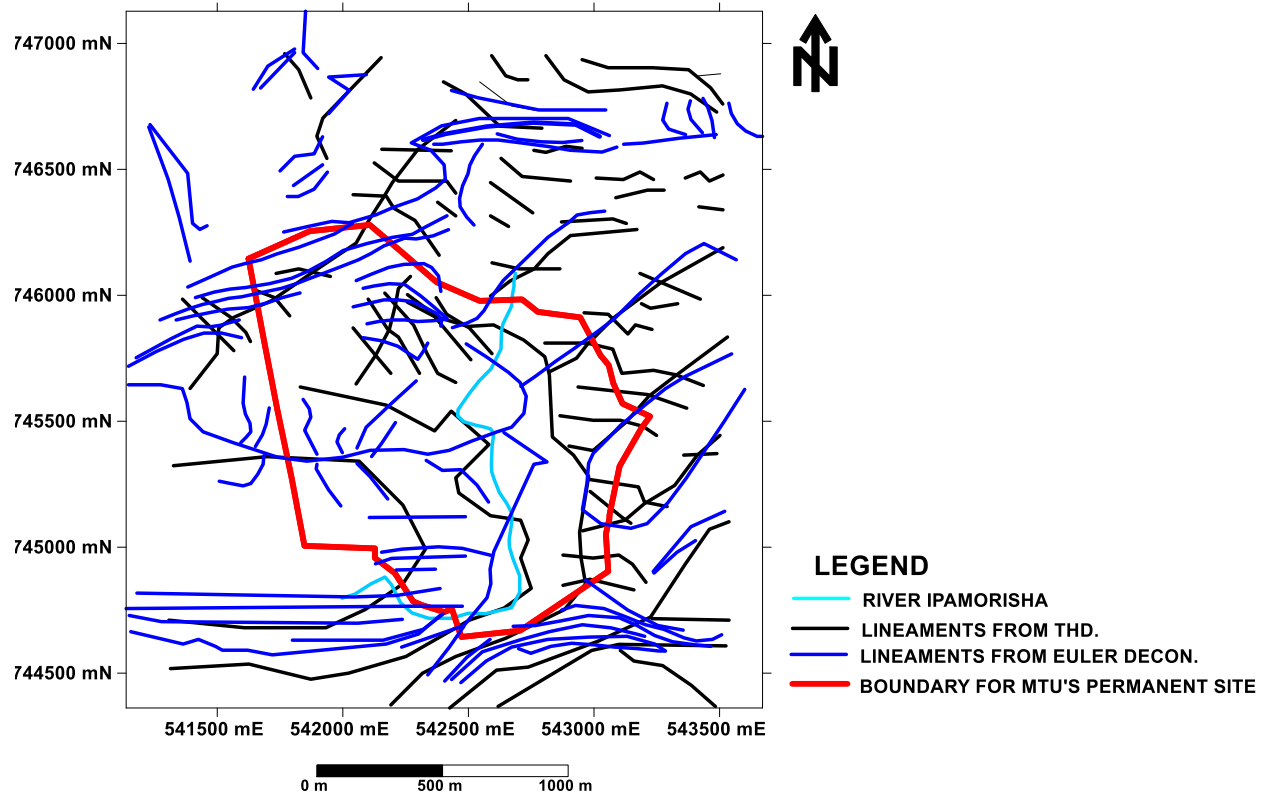 747000 mN
746500 mN
746000 mN
745500 mN
745000 mN
744500 mN
541500 mE 542000 mE 542500 mE 543000 mE 543500 mE
0 m 500 m 1000 m
N
LEGEND
RIVER IPAMORISHA
LINEAMENTS FROM THD.
LINEAMENTS FROM EULER DECON.
BOUNDARY FOR MTU'S PERMANENT SITE